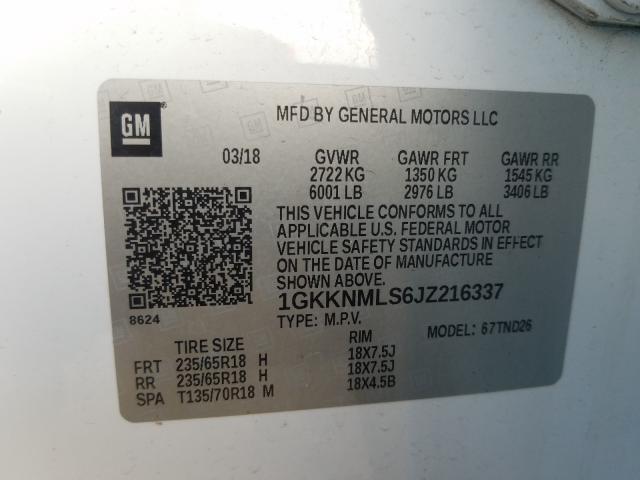 GM
MFD BY GENERAL MOTORS LLC
03/18 GVWR GAWR FRT GAWR RR
2722 KG 1350 KG 1545 KG
6001 LB 2976 LB 3406 LB
THIS VEHICLE CONFORMS TO ALL
APPLICABLE U.S. FEDERAL MOTOR
VEHICLE SAFETY STANDARDS IN EFFECT
ON THE DATE OF MANUFACTURE
SHOWN ABOVE.
8624
1GKKNMLS6JZ216337
TYPE: M.P.V. MODEL: 67TND26
TIRE SIZE RIM
FRT 235/65R18 H 18X7.5J
RR 235/65R18 H 18X7.5J
SPA T135/70R18 M 18X4.5B